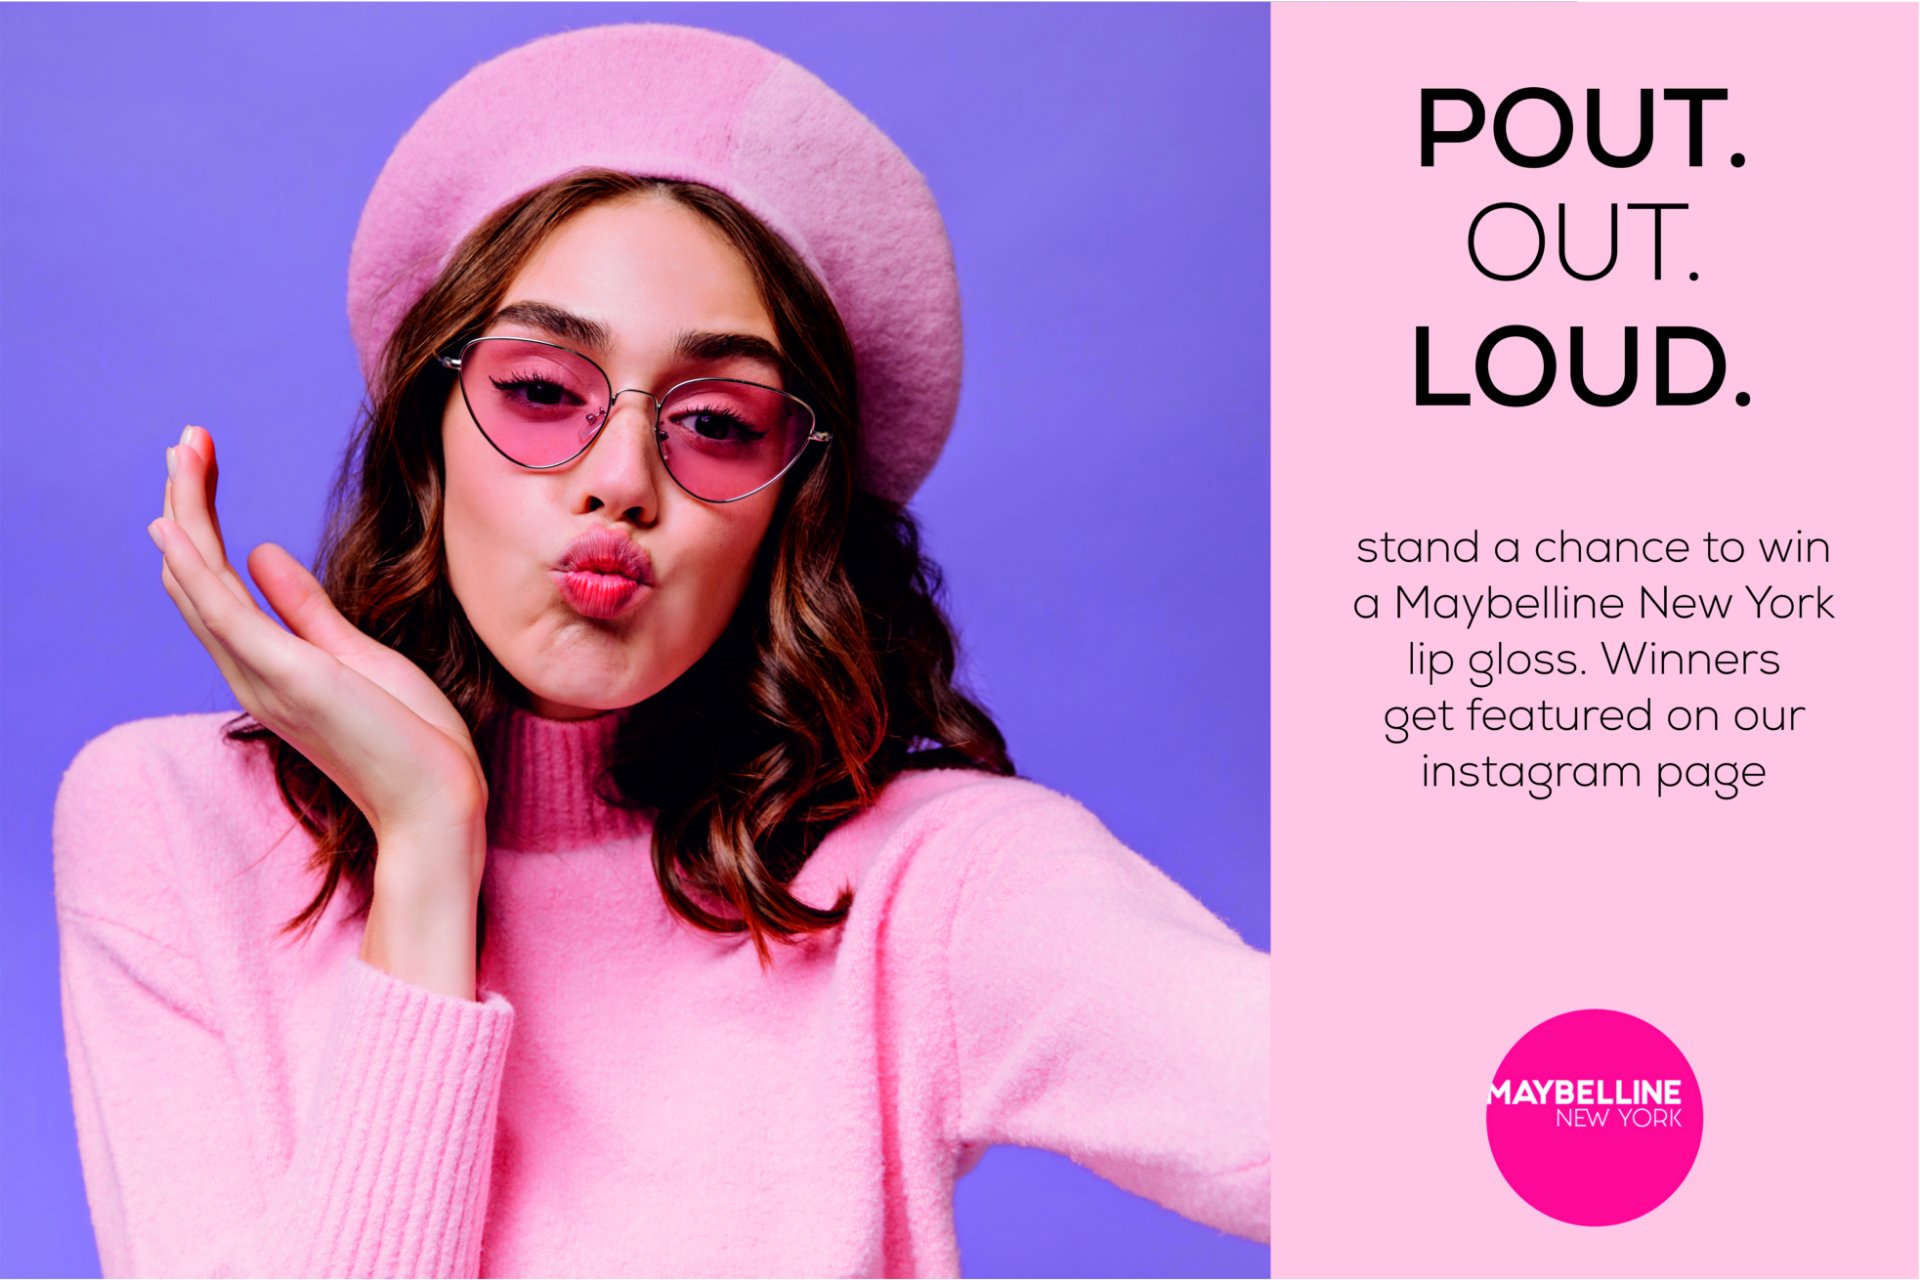 POUT.
OUT.
LOUD.
stand a chance to win
a Maybelline New York
lip gloss. Winners
get featured on our
instagram page
MAYBELLINE
NEW YORK